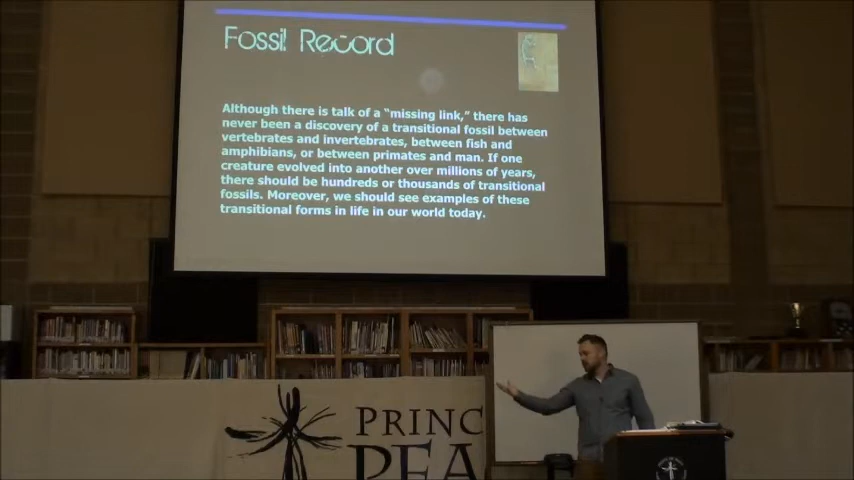 Fossil Record
Although there is talk of a “missing link,” there has
never been a discovery of a transitional fossil between
vertebrates and invertebrates, between fish and
amphibians, or between primates and man. If one
creature evolved into another over millions of years,
there should be hundreds or thousands of transitional
fossils. Moreover, we should see examples of these
transitional forms in life in our world today.
PRINC
PEA